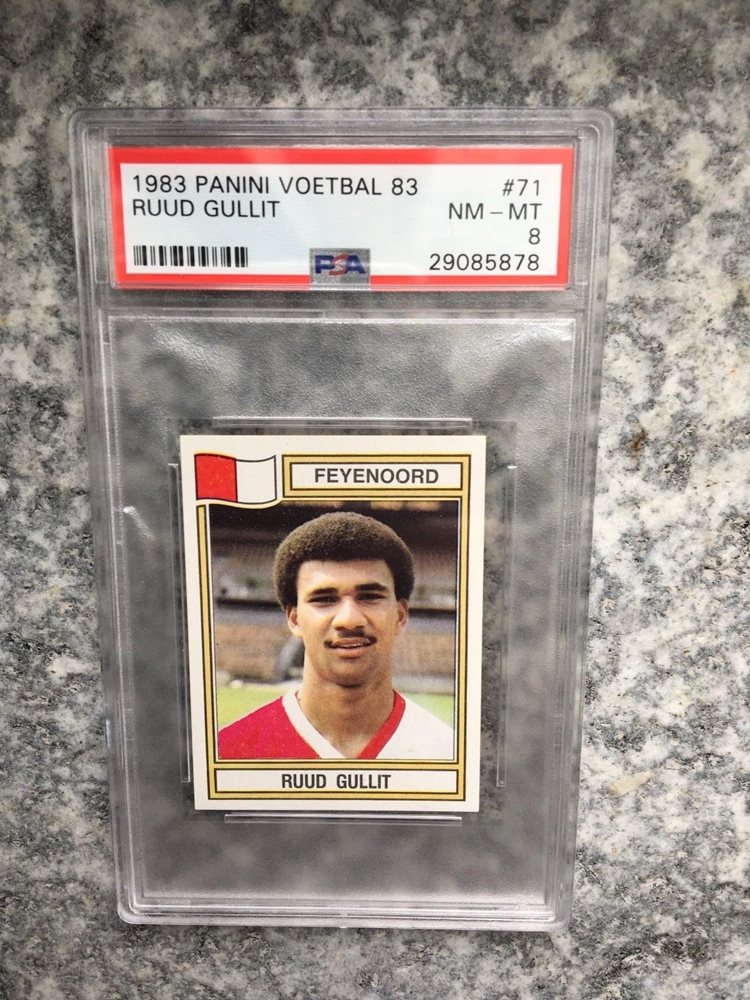 1983 PANINI VOETBAL 83 #71
RUUD GULLIT NM - MT
8
PSA 29085878
FEYENOORD
RUUD GULLIT